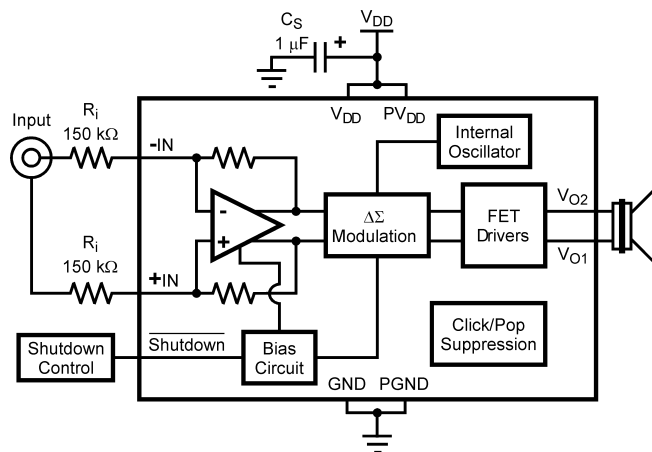 C_S
1 µF
+
V_DD
V_DD
PV_DD
Input
R_i
150 kΩ
-IN
Internal
Oscillator
-
+
ΔΣ
Modulation
FET
Drivers
V_O2
V_O1
R_i
150 kΩ
+IN
Shutdown
Control
Shutdown
Bias
Circuit
Click/Pop
Suppression
GND
PGND